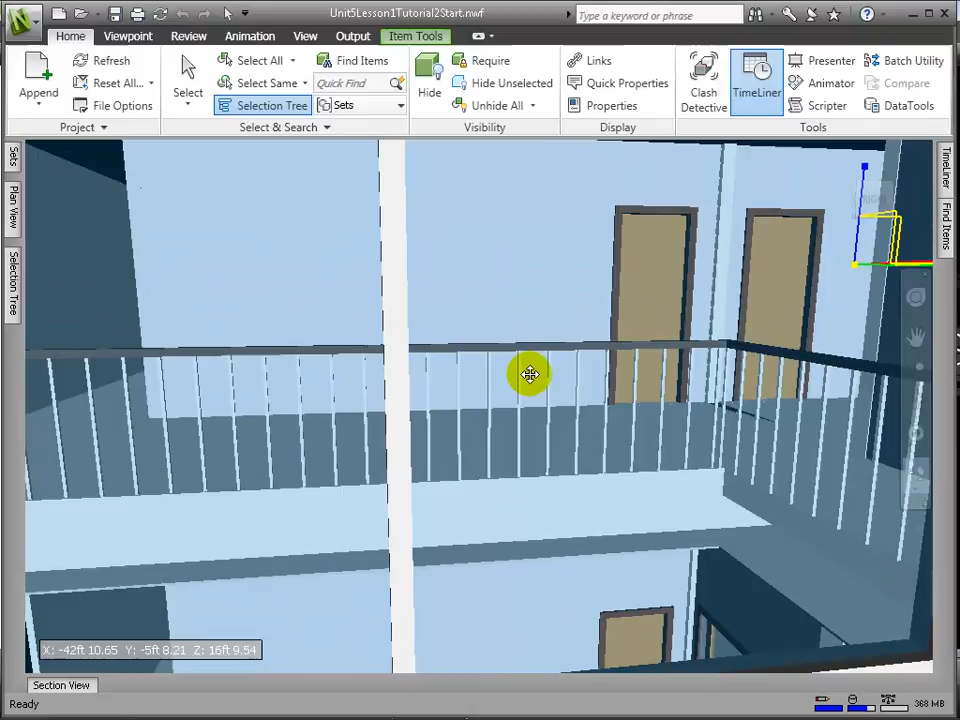 Unit5Lesson1Tutorial2Start.nwf
Type a keyword or phrase
Home Viewpoint Review Animation View Output Item Tools
Append
Refresh
Reset All...
File Options
Project
Select
Select All
Select Same
Selection Tree
Find Items
Quick Find
Sets
Select & Search
Hide
Require
Hide Unselected
Unhide All
Visibility
Links
Quick Properties
Properties
Display
Clash
Detective
TimeLiner
Presenter
Animator
Scripter
Batch Utility
Compare
DataTools
Tools
Sets
Plan View
Selection Tree
TimeLiner
Find Items
X: -42ft 10.65 Y: -5ft 8.21 Z: 16ft 9.54
Section View
Ready
368 MB